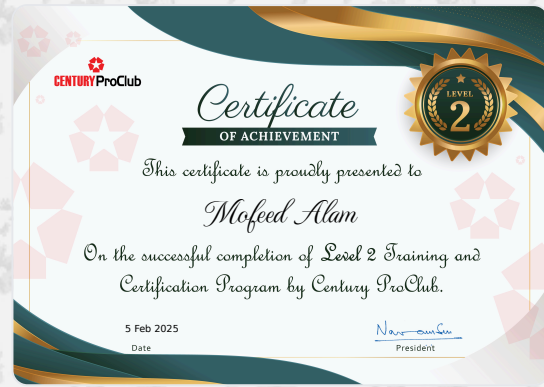 CENTURY ProClub
LEVEL
2
Certificate
OF ACHIEVEMENT
This certificate is proudly presented to
Mofeed Alam
On the successful completion of Level 2 Training and
Certification Program by Century ProClub.
5 Feb 2025
Date
President